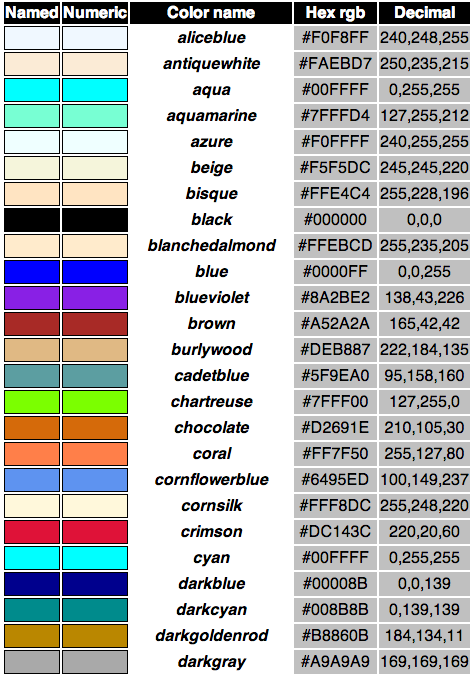 Named Numeric Color name Hex rgb Decimal
aliceblue #F0F8FF 240,248,255
antiquewhite #FAEBD7 250,235,215
aqua #00FFFF 0,255,255
aquamarine #7FFFD4 127,255,212
azure #F0FFFF 240,255,255
beige #F5F5DC 245,245,220
bisque #FFE4C4 255,228,196
black #000000 0,0,0
blanchedalmond #FFEBCD 255,235,205
blue #0000FF 0,0,255
blueviolet #8A2BE2 138,43,226
brown #A52A2A 165,42,42
burlywood #DEB887 222,184,135
cadetblue #5F9EA0 95,158,160
chartreuse #7FFF00 127,255,0
chocolate #D2691E 210,105,30
coral #FF7F50 255,127,80
cornflowerblue #6495ED 100,149,237
cornsilk #FFF8DC 255,248,220
crimson #DC143C 220,20,60
cyan #00FFFF 0,255,255
darkblue #00008B 0,0,139
darkcyan #008B8B 0,139,139
darkgoldenrod #B8860B 184,134,11
darkgray #A9A9A9 169,169,169